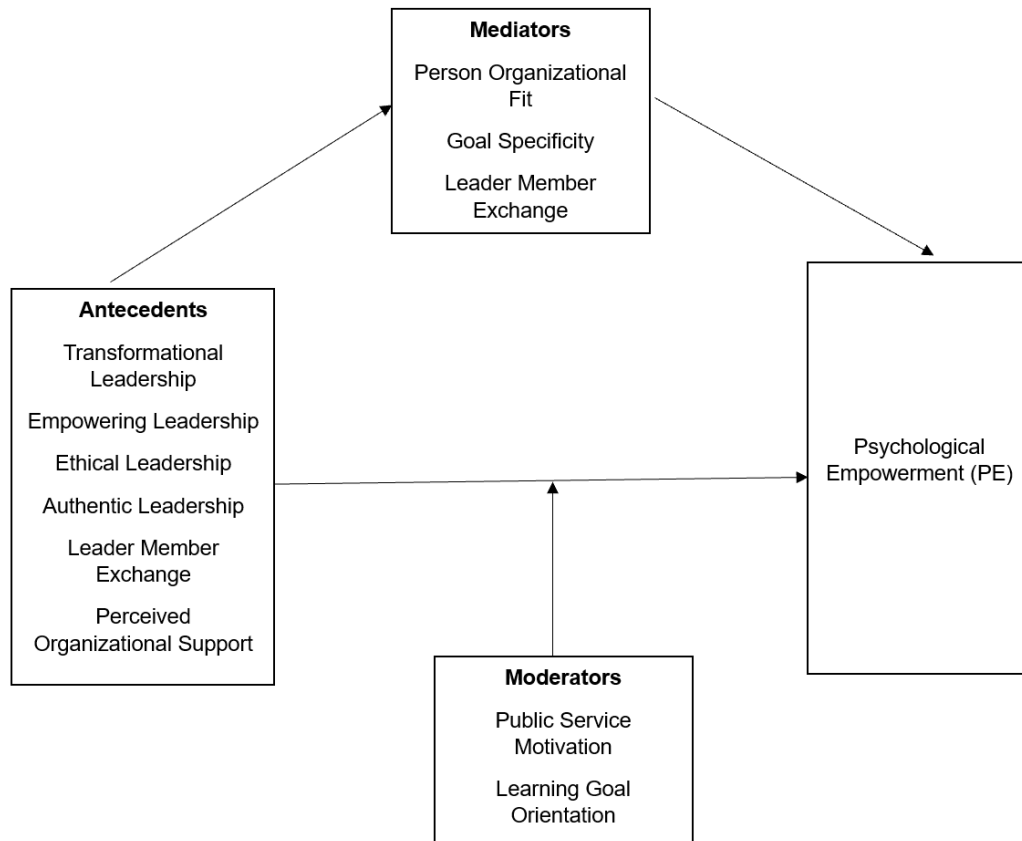 Mediators
Person Organizational
Fit
Goal Specificity
Leader Member
Exchange
Antecedents
Transformational
Leadership
Empowering Leadership
Ethical Leadership
Authentic Leadership
Leader Member
Exchange
Perceived
Organizational Support
Psychological
Empowerment (PE)
Moderators
Public Service
Motivation
Learning Goal
Orientation